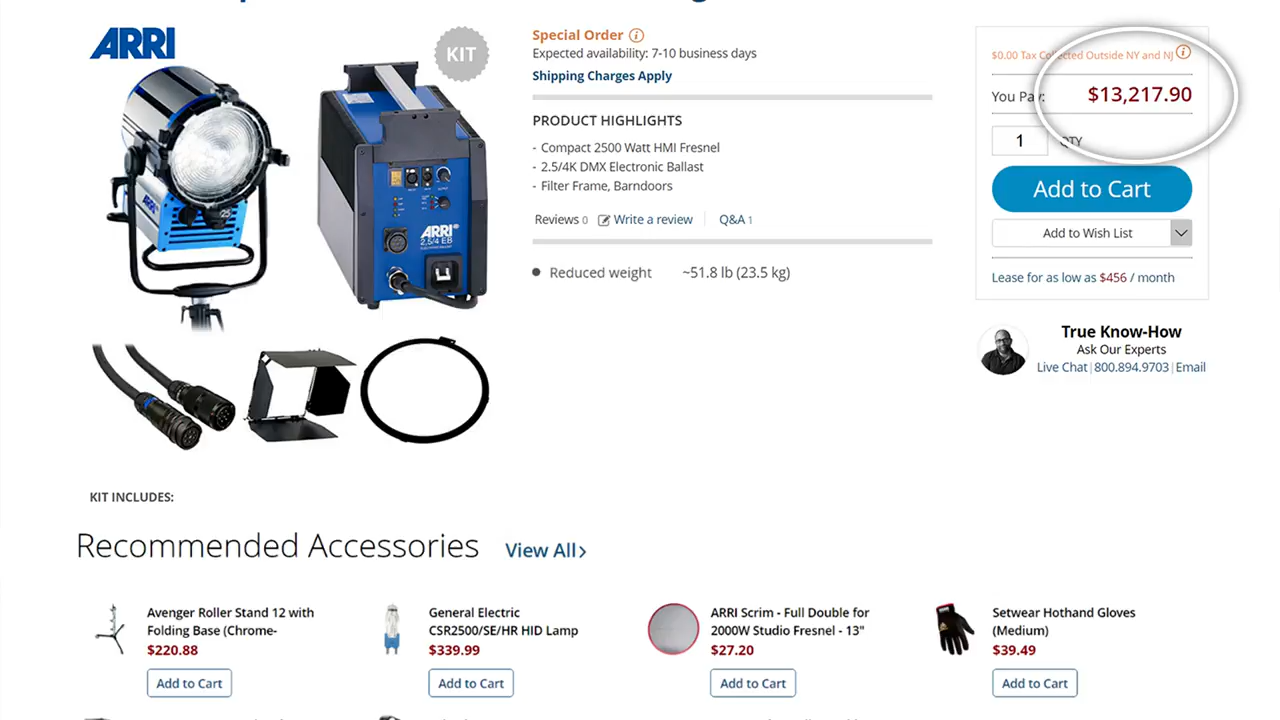 ARRI
KIT
Special Order
Expected availability: 7-10 business days
Shipping Charges Apply
PRODUCT HIGHLIGHTS
- Compact 2500 Watt HMI Fresnel
- 2.5/4K DMX Electronic Ballast
- Filter Frame, Barndoors
Reviews 0 Write a review Q&A 1
Reduced weight ~51.8 lb (23.5 kg)
$0.00 Tax Collected Outside NY and NJ
You Pay: $13,217.90
1 QTY
Add to Cart
Add to Wish List
Lease for as low as $456 / month
True Know-How
Ask Our Experts
Live Chat | 800.894.9703 | Email
ARRI
25
ARRI
2.5/4 EB
KIT INCLUDES:
Recommended Accessories View All
Avenger Roller Stand 12 with
Folding Base (Chrome-
$220.88
Add to Cart
General Electric
CSR2500/SE/HR HID Lamp
$339.99
Add to Cart
ARRI Scrim - Full Double for
2000W Studio Fresnel - 13"
$27.20
Add to Cart
Setwear Hothand Gloves
(Medium)
$39.49
Add to Cart